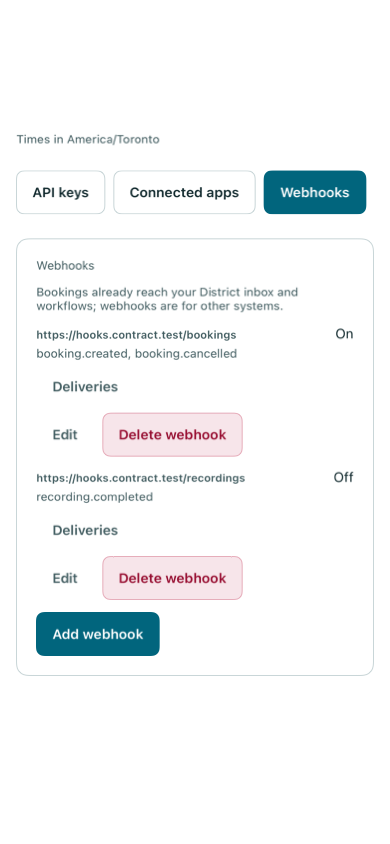 Times in America/Toronto
API keys
Connected apps
Webhooks
Webhooks
Bookings already reach your District inbox and
workflows; webhooks are for other systems.
https://hooks.contract.test/bookings
On
booking.created, booking.cancelled
Deliveries
Edit
Delete webhook
https://hooks.contract.test/recordings
Off
recording.completed
Deliveries
Edit
Delete webhook
Add webhook